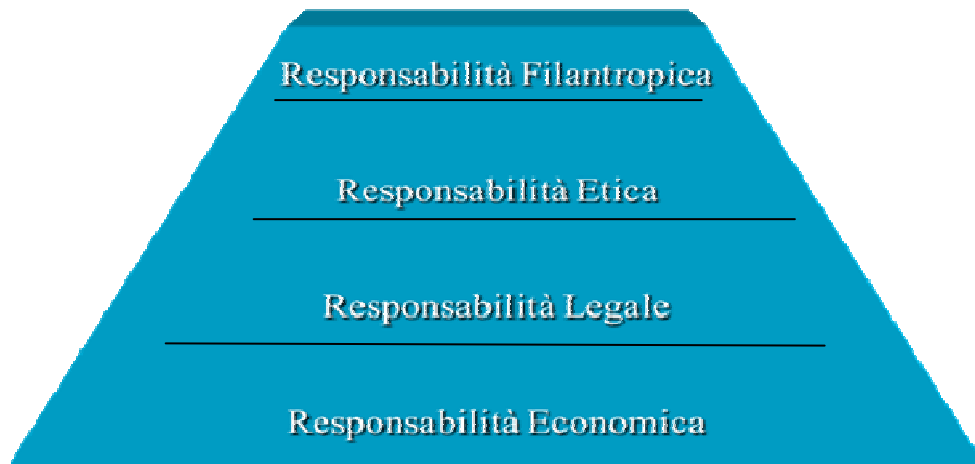 Responsabilità Filantropica
Responsabilità Etica
Responsabilità Legale
Responsabilità Economica